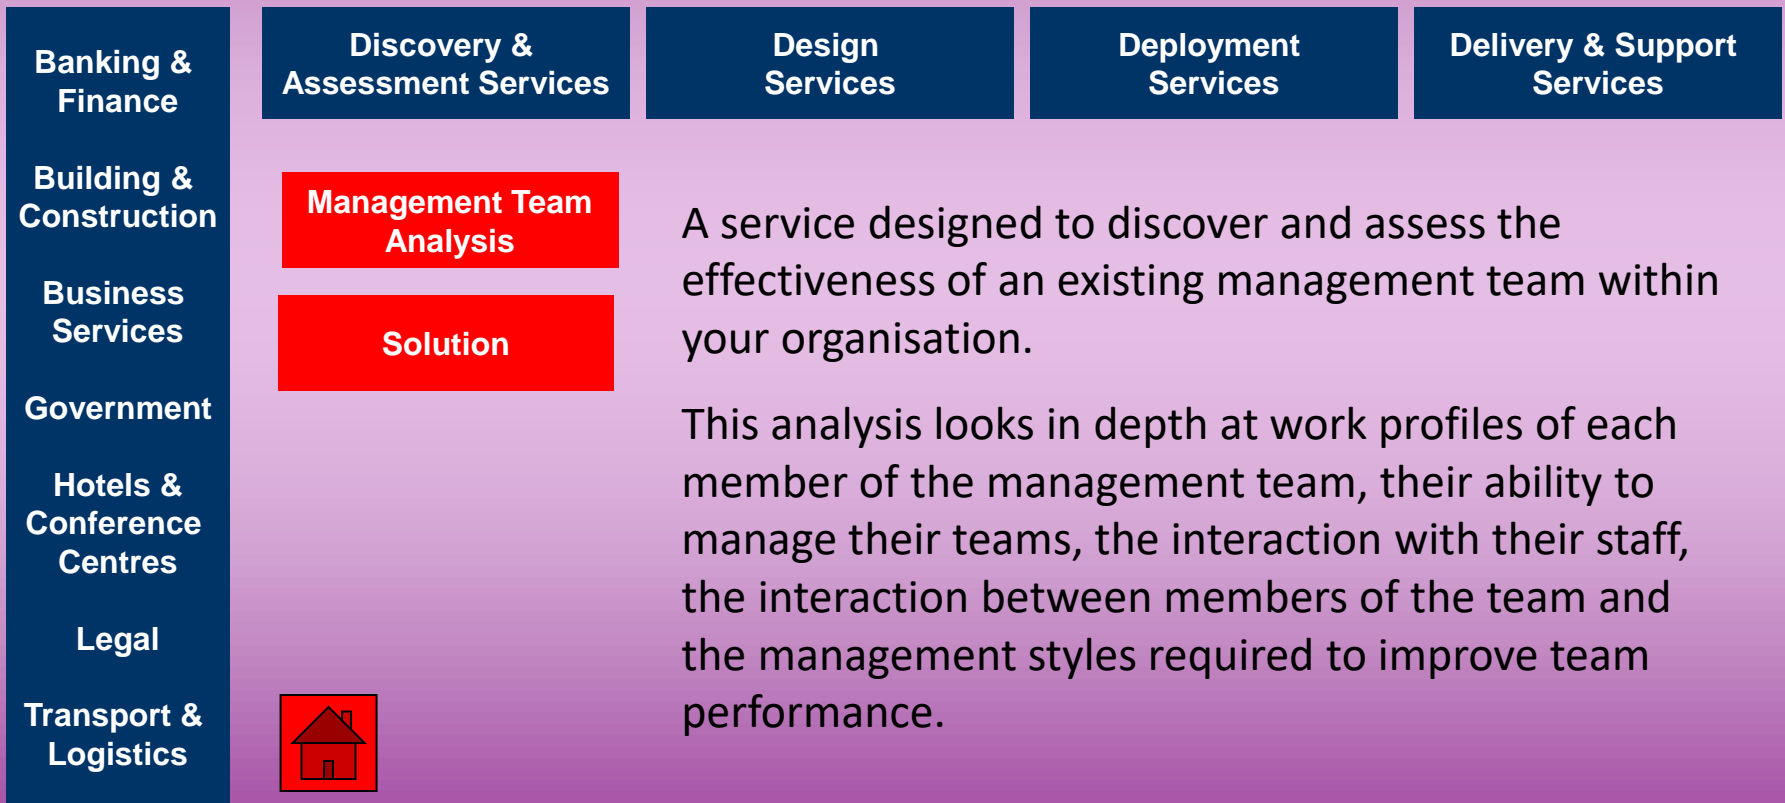 Banking &
Finance
Building &
Construction
Business
Services
Government
Hotels &
Conference
Centres
Legal
Transport &
Logistics
Discovery &
Assessment Services
Design
Services
Deployment
Services
Delivery & Support
Services
Management Team
Analysis
Solution
A service designed to discover and assess the
effectiveness of an existing management team within
your organisation.
This analysis looks in depth at work profiles of each
member of the management team, their ability to
manage their teams, the interaction with their staff,
the interaction between members of the team and
the management styles required to improve team
performance.